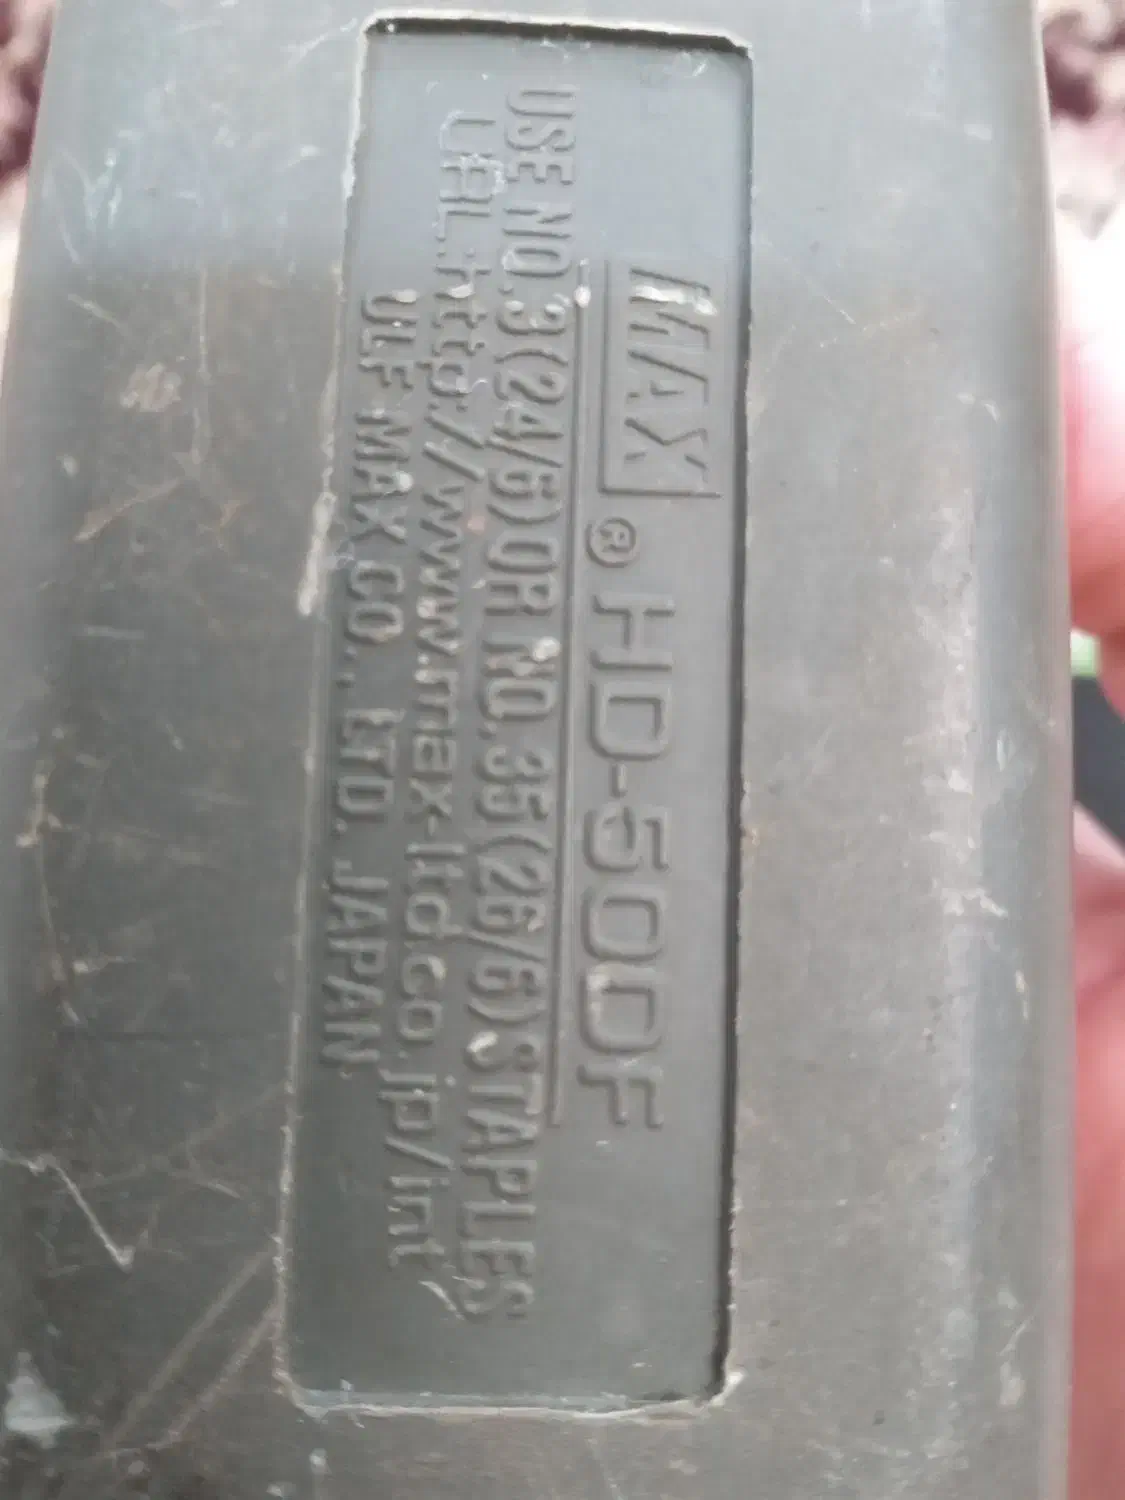 MAX® HD-50DF
USE NO.3(24/6)OR NO.35(26/6)STAPLES
URL:http://www.max-ltd.co.jp/int
MAX CO., LTD. JAPAN